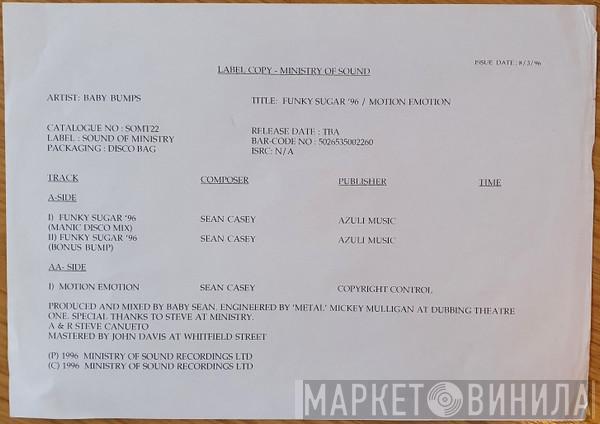 ISSUE DATE: 8/3/96
LABEL COPY - MINISTRY OF SOUND
ARTIST: BABY BUMPS
TITLE: FUNKY SUGAR '96 / MOTION EMOTION
CATALOGUE NO : SOMT22
LABEL : SOUND OF MINISTRY
PACKAGING : DISCO BAG
RELEASE DATE : TBA
BAR-CODE NO : 5026535002260
ISRC: N/A
TRACK COMPOSER PUBLISHER TIME
A-SIDE
I) FUNKY SUGAR '96 SEAN CASEY AZULI MUSIC
(MANIC DISCO MIX)
II) FUNKY SUGAR '96 SEAN CASEY AZULI MUSIC
(BONUS BUMP)
AA- SIDE
I) MOTION EMOTION SEAN CASEY COPYRIGHT CONTROL
PRODUCED AND MIXED BY BABY SEAN. ENGINEERED BY 'METAL' MICKEY MULLIGAN AT DUBBING THEATRE
ONE. SPECIAL THANKS TO STEVE AT MINISTRY.
A & R STEVE CANUETO
MASTERED BY JOHN DAVIS AT WHITFIELD STREET
(P) 1996 MINISTRY OF SOUND RECORDINGS LTD
(C) 1996 MINISTRY OF SOUND RECORDINGS LTD
МАРКЕТ ВИНИЛА